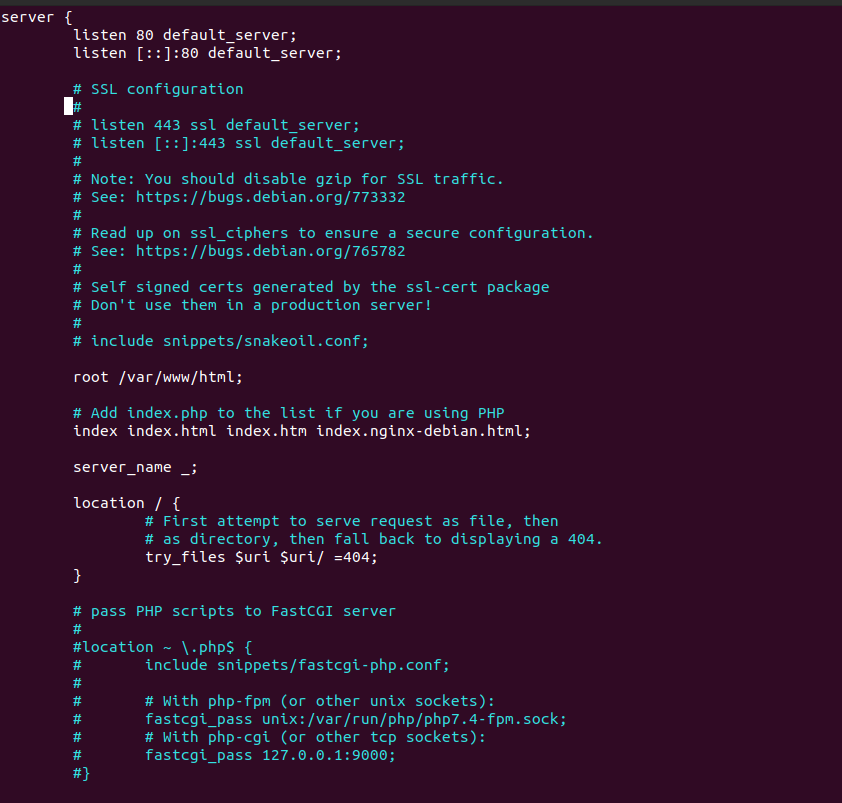 server {
        listen 80 default_server;
        listen [::]:80 default_server;

        # SSL configuration
        #
        # listen 443 ssl default_server;
        # listen [::]:443 ssl default_server;
        #
        # Note: You should disable gzip for SSL traffic.
        # See: https://bugs.debian.org/773332
        #
        # Read up on ssl_ciphers to ensure a secure configuration.
        # See: https://bugs.debian.org/765782
        #
        # Self signed certs generated by the ssl-cert package
        # Don't use them in a production server!
        #
        # include snippets/snakeoil.conf;

        root /var/www/html;

        # Add index.php to the list if you are using PHP
        index index.html index.htm index.nginx-debian.html;

        server_name _;

        location / {
                # First attempt to serve request as file, then
                # as directory, then fall back to displaying a 404.
                try_files $uri $uri/ =404;
        }

        # pass PHP scripts to FastCGI server
        #
        #location ~ \.php$ {
        #       include snippets/fastcgi-php.conf;
        #
        #       # With php-fpm (or other unix sockets):
        #       fastcgi_pass unix:/var/run/php/php7.4-fpm.sock;
        #       # With php-cgi (or other tcp sockets):
        #       fastcgi_pass 127.0.0.1:9000;
        #}